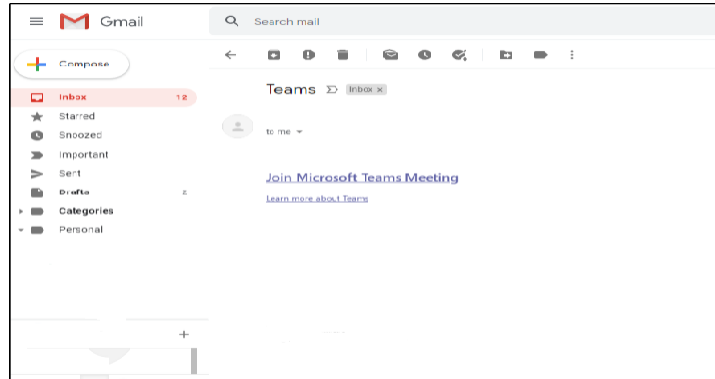 Gmail
Search mail
Compose
Teams Inbox x
Inbox 12
Starred
to me
Snoozed
Important
Join Microsoft Teams Meeting
Sent
Drafts 2
Learn more about Teams
Categories
Personal